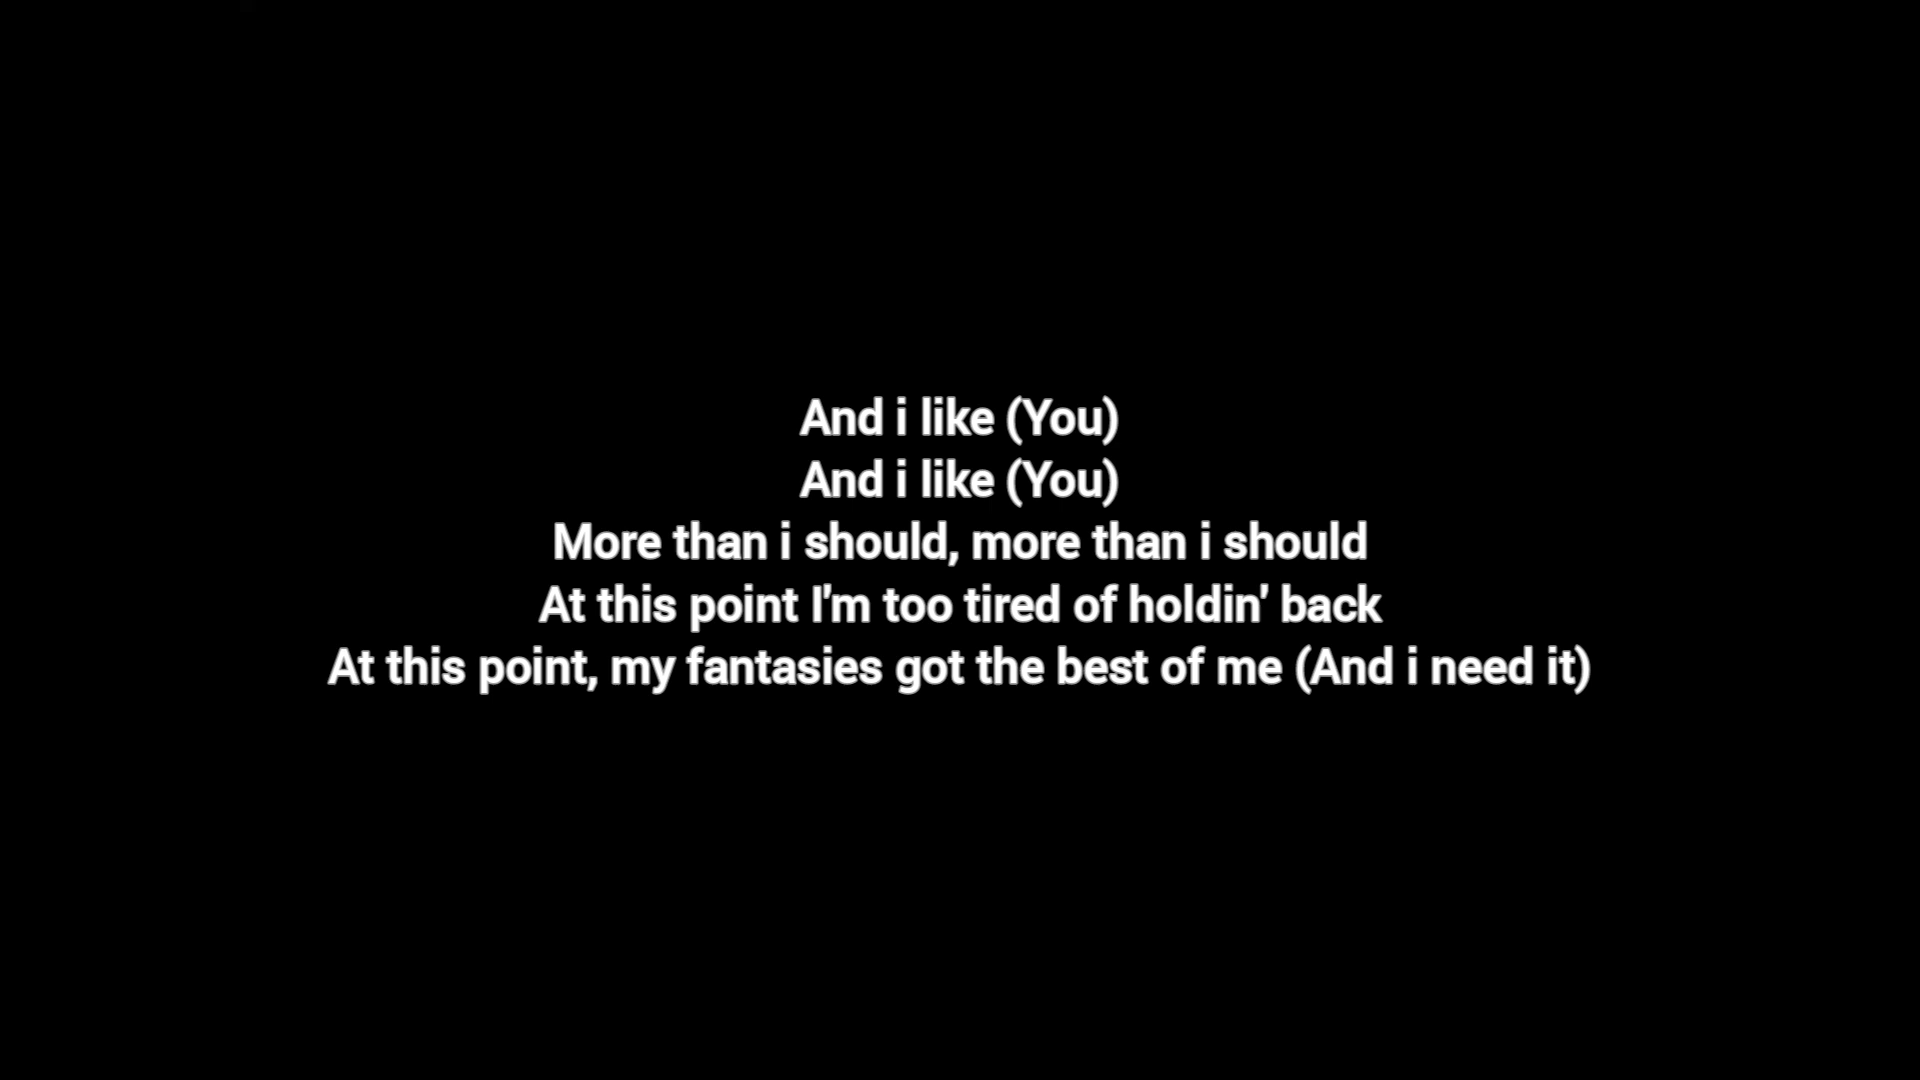 And i like (You)
And i like (You)
More than i should, more than i should
At this point I'm too tired of holdin' back
At this point, my fantasies got the best of me (And i need it)